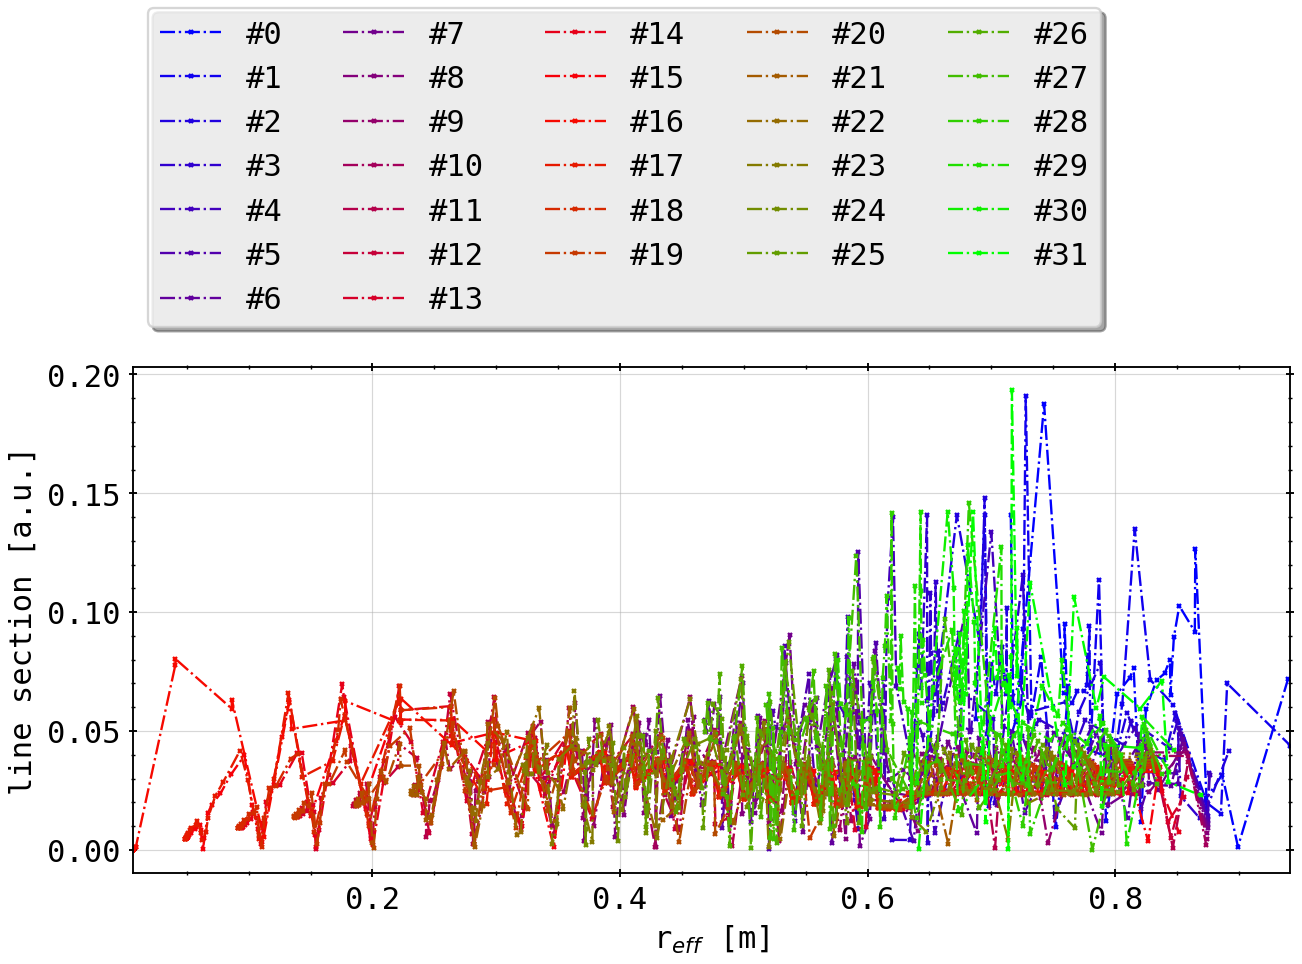 #0 #7 #14 #20 #26
#1 #8 #15 #21 #27
#2 #9 #16 #22 #28
#3 #10 #17 #23 #29
#4 #11 #18 #24 #30
#5 #12 #19 #25 #31
#6 #13
0.20
0.15
0.10
0.05
0.00
line section [a.u.]
0.2 0.4 0.6 0.8
r_eff [m]